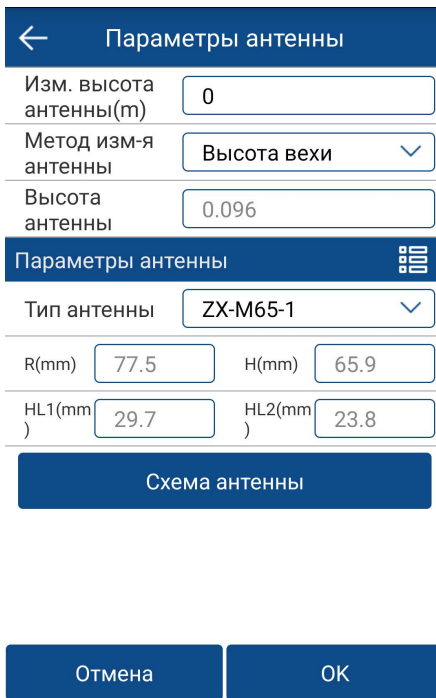 Параметры антенны
Изм. высота
антенны(m)
0
Метод изм-я
антенны
Высота вехи
Высота
антенны
0.096
Параметры антенны
Тип антенны
ZX-M65-1
R(mm)
77.5
H(mm)
65.9
HL1(mm
)
29.7
HL2(mm
)
23.8
Схема антенны
Отмена
OK